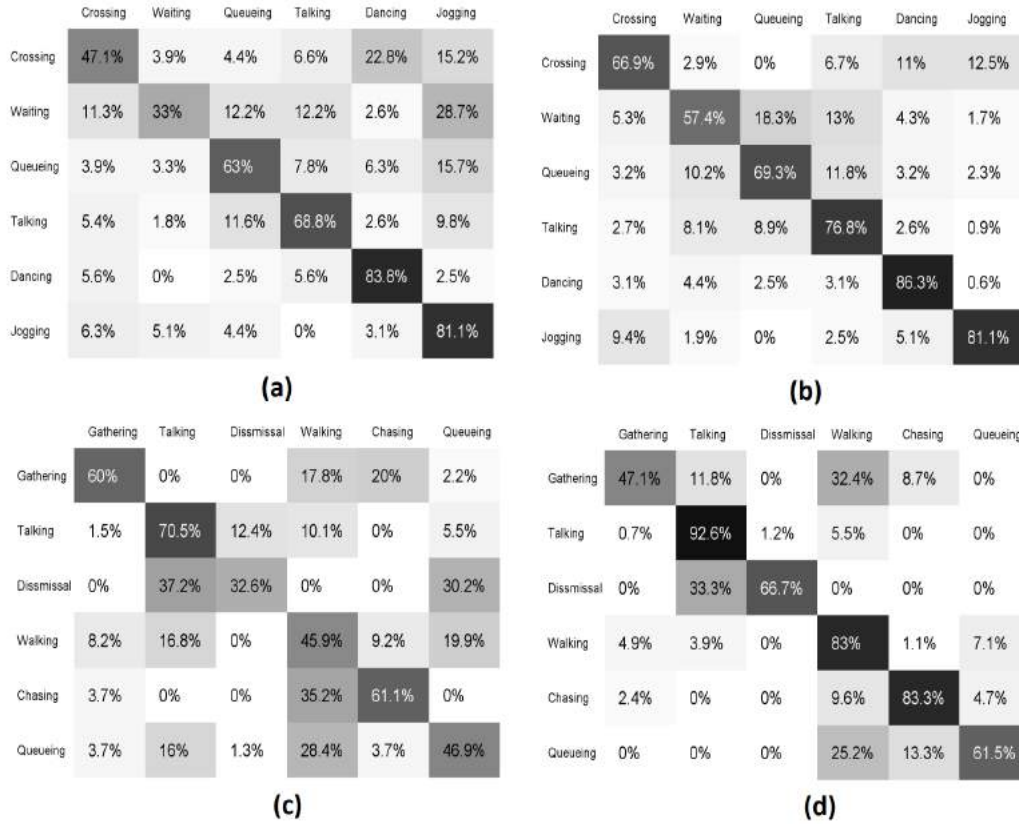 Crossing Waiting Queueing Talking Dancing Jogging
Crossing 47.1% 3.9% 4.4% 6.6% 22.8% 15.2%
Waiting 11.3% 33% 12.2% 12.2% 2.6% 28.7%
Queueing 3.9% 3.3% 63% 7.8% 6.3% 15.7%
Talking 5.4% 1.8% 11.6% 68.8% 2.6% 9.8%
Dancing 5.6% 0% 2.5% 5.6% 83.8% 2.5%
Jogging 6.3% 5.1% 4.4% 0% 3.1% 81.1%
(a)
Crossing Waiting Queueing Talking Dancing Jogging
Crossing 66.9% 2.9% 0% 6.7% 11% 12.5%
Waiting 5.3% 57.4% 18.3% 13% 4.3% 1.7%
Queueing 3.2% 10.2% 69.3% 11.8% 3.2% 2.3%
Talking 2.7% 8.1% 8.9% 76.8% 2.6% 0.9%
Dancing 3.1% 4.4% 2.5% 3.1% 86.3% 0.6%
Jogging 9.4% 1.9% 0% 2.5% 5.1% 81.1%
(b)
Gathering Talking Dissmissal Walking Chasing Queueing
Gathering 60% 0% 0% 17.8% 20% 2.2%
Talking 1.5% 70.5% 12.4% 10.1% 0% 5.5%
Dissmissal 0% 37.2% 32.6% 0% 0% 30.2%
Walking 8.2% 16.8% 0% 45.9% 9.2% 19.9%
Chasing 3.7% 0% 0% 35.2% 61.1% 0%
Queueing 3.7% 16% 1.3% 28.4% 3.7% 46.9%
(c)
Gathering Talking Dissmissal Walking Chasing Queueing
Gathering 47.1% 11.8% 0% 32.4% 8.7% 0%
Talking 0.7% 92.6% 1.2% 5.5% 0% 0%
Dissmissal 0% 33.3% 66.7% 0% 0% 0%
Walking 4.9% 3.9% 0% 83% 1.1% 7.1%
Chasing 2.4% 0% 0% 9.6% 83.3% 4.7%
Queueing 0% 0% 0% 25.2% 13.3% 61.5%
(d)